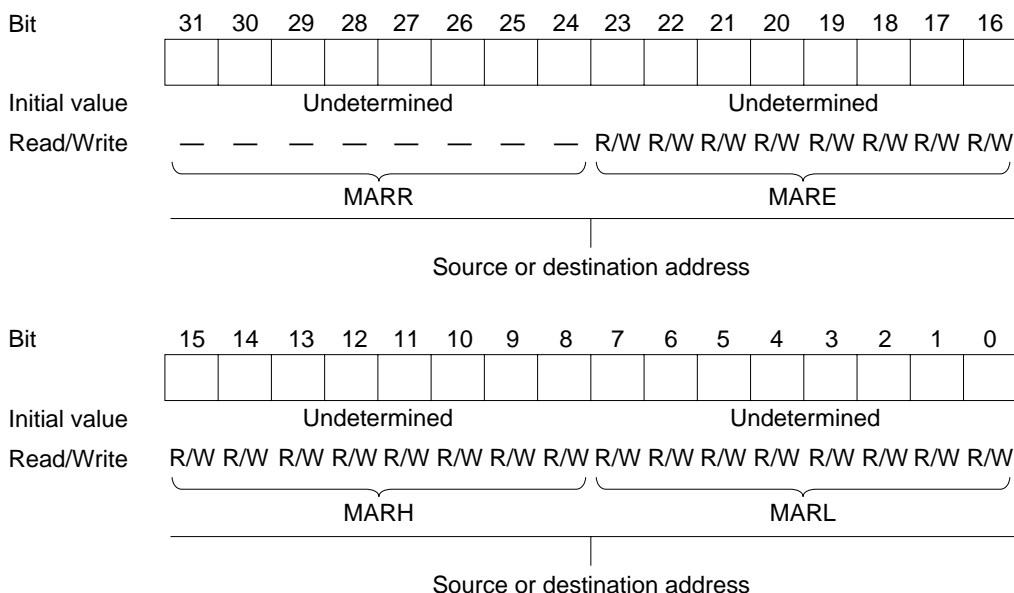 Bit 31 30 29 28 27 26 25 24 23 22 21 20 19 18 17 16
Initial value Undetermined Undetermined
Read/Write — — — — — — — — R/W R/W R/W R/W R/W R/W R/W R/W
MARR MARE
Source or destination address
Bit 15 14 13 12 11 10 9 8 7 6 5 4 3 2 1 0
Initial value Undetermined Undetermined
Read/Write R/W R/W R/W R/W R/W R/W R/W R/W R/W R/W R/W R/W R/W R/W R/W R/W
MARH MARL
Source or destination address